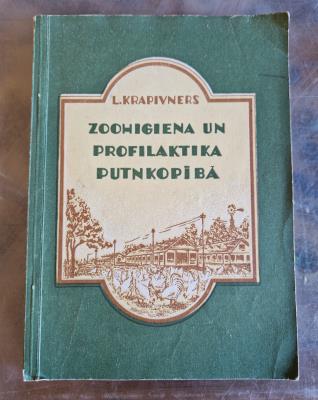 L.KRAPIVNERS
ZOOHIGIENA UN
PROFILAKTIKA
PUTNKOPĪBĀ